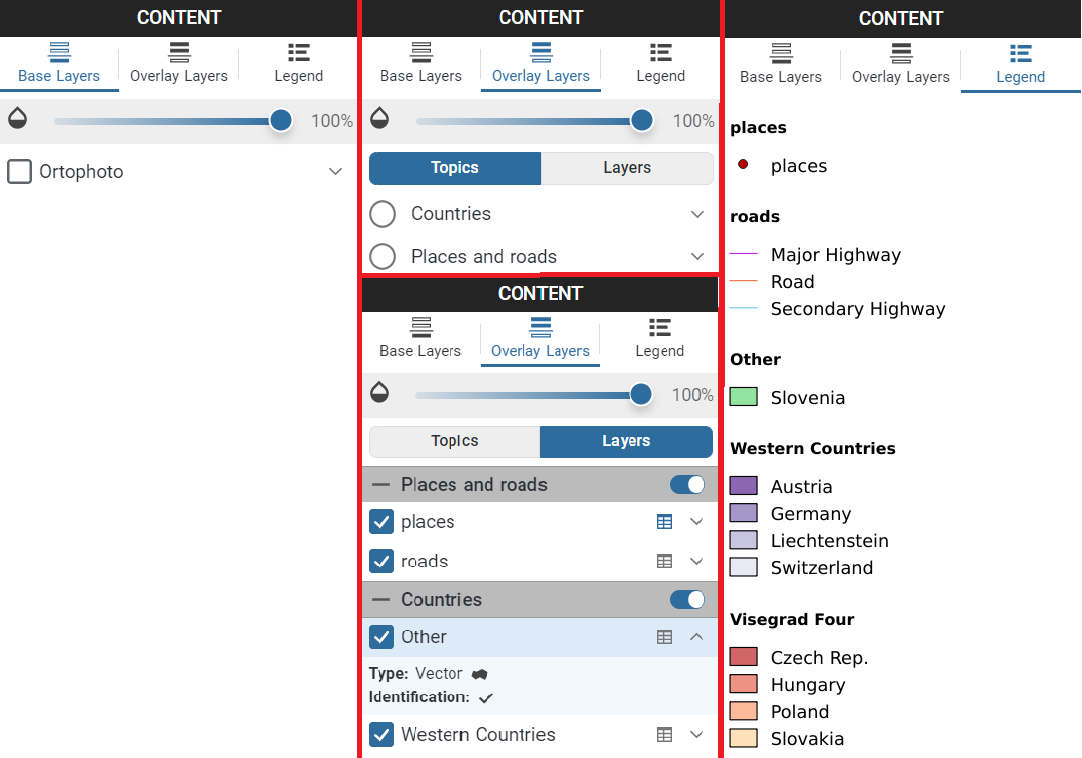 CONTENT
Base Layers
Overlay Layers
Legend
100%
Ortophoto
CONTENT
Base Layers
Overlay Layers
Legend
100%
Topics
Layers
Countries
Places and roads
CONTENT
Base Layers
Overlay Layers
Legend
100%
Topics
Layers
Places and roads
places
roads
Countries
Other
Type: Vector
Identification:
Western Countries
CONTENT
Base Layers
Overlay Layers
Legend
places
places
roads
Major Highway
Road
Secondary Highway
Other
Slovenia
Western Countries
Austria
Germany
Liechtenstein
Switzerland
Visegrad Four
Czech Rep.
Hungary
Poland
Slovakia